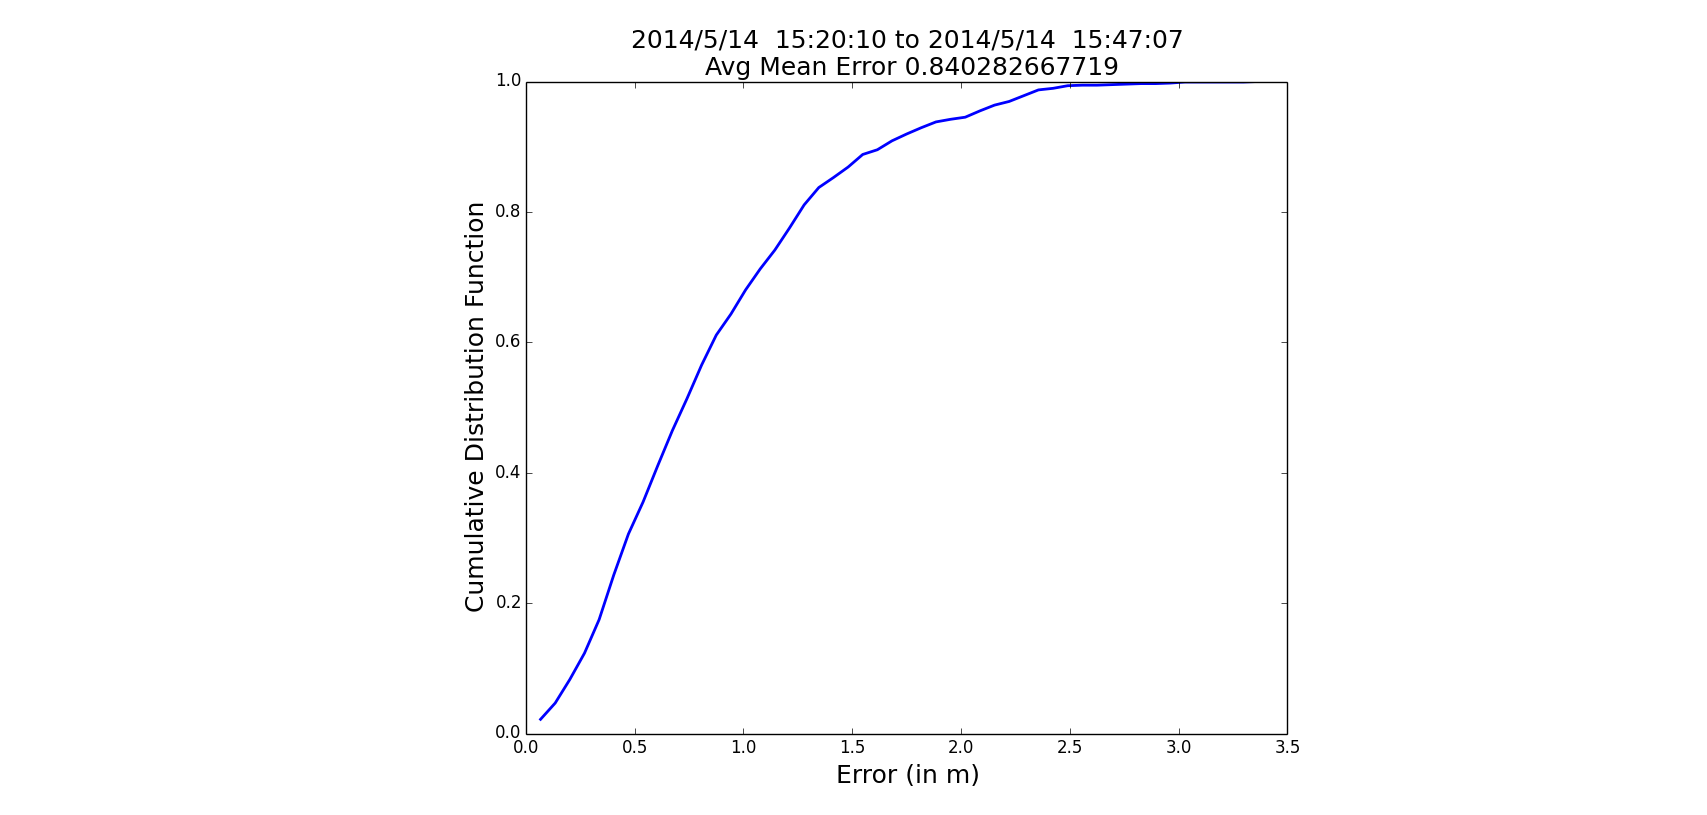 2014/5/14  15:20:10 to 2014/5/14  15:47:07
Avg Mean Error 0.840282667719
Cumulative Distribution Function
1.0
0.8
0.6
0.4
0.2
0.0
0.0 0.5 1.0 1.5 2.0 2.5 3.0 3.5
Error (in m)